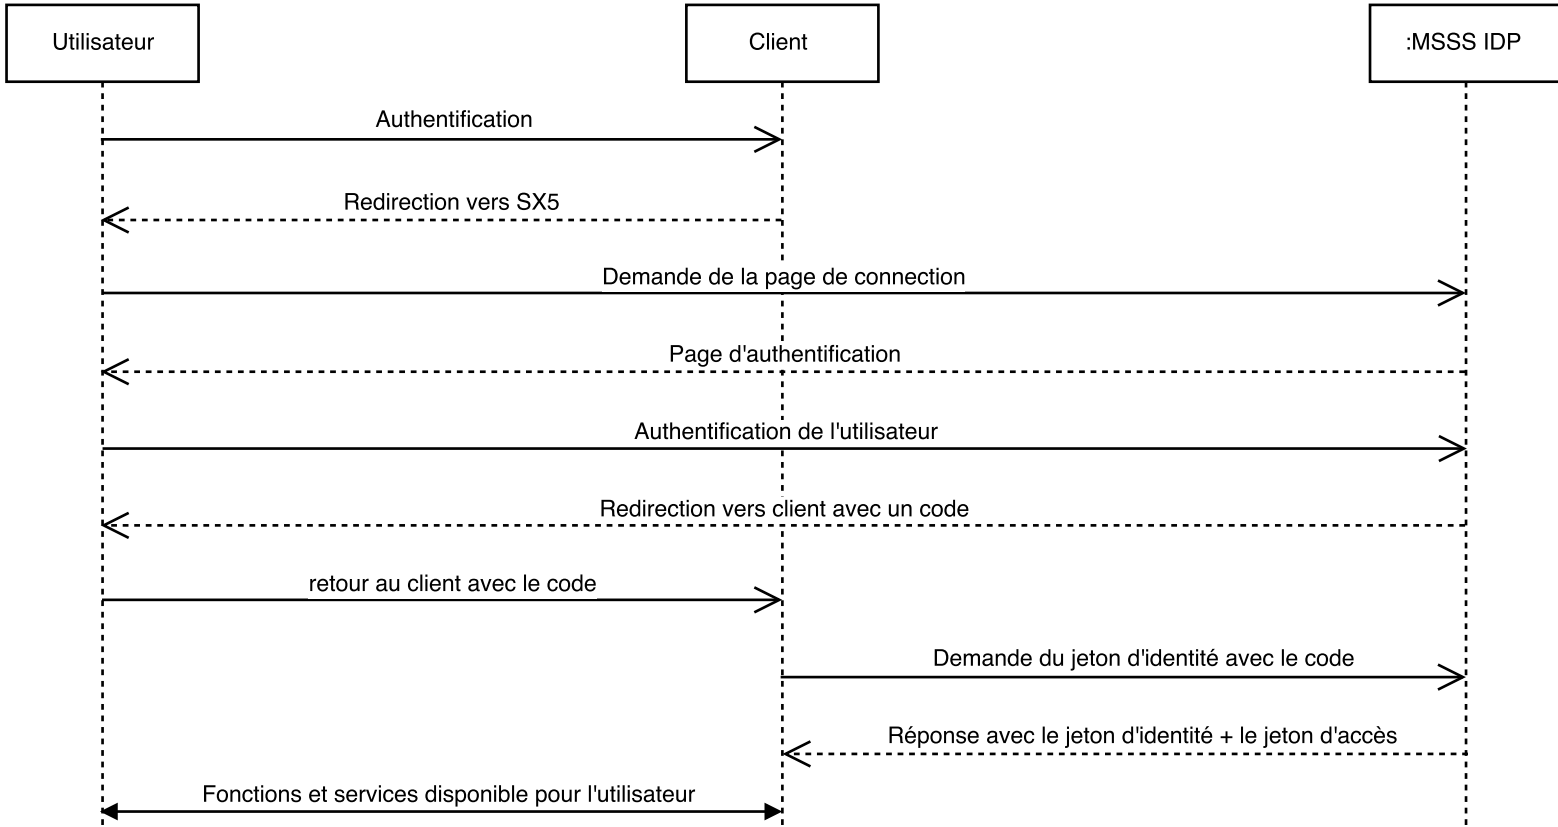 Utilisateur
Client
:MSSS IDP
Authentification
Redirection vers SX5
Demande de la page de connection
Page d'authentification
Authentification de l'utilisateur
Redirection vers client avec un code
retour au client avec le code
Demande du jeton d'identité avec le code
Réponse avec le jeton d'identité + le jeton d'accès
Fonctions et services disponible pour l'utilisateur